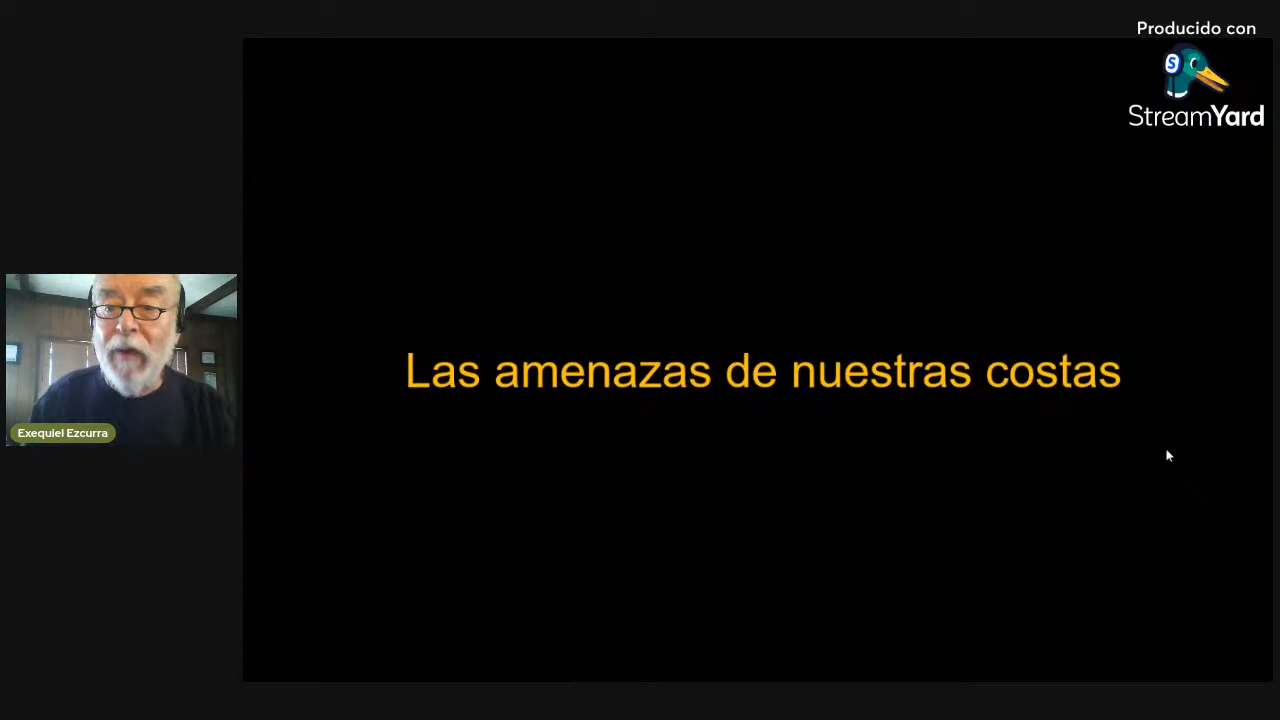 Producido con
S
StreamYard
Las amenazas de nuestras costas
Exequiel Ezcurra